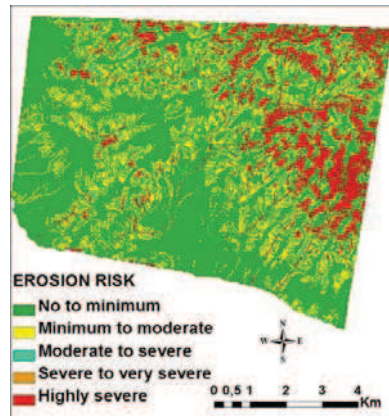 EROSION RISK
No to minimum
Minimum to moderate
Moderate to severe
Severe to very severe
Highly severe
N
W E
S
0 0,5 1 2 3 4
Km